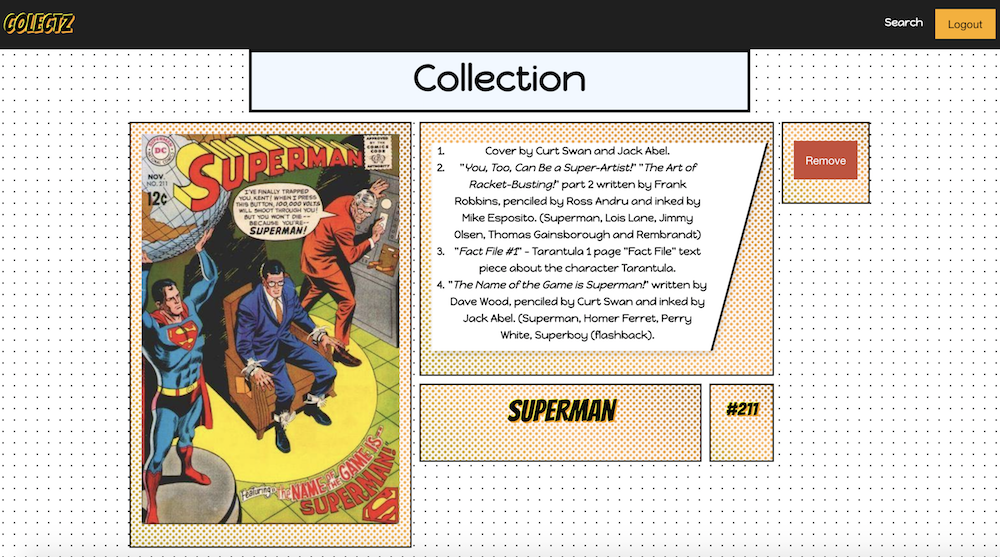 COLECTZ
Search
Logout
Collection
DC
NOV.
NO. 211
12¢
SUPERMAN
APPROVED
BY THE
COMICS
CODE
AUTHORITY
I'VE FINALLY TRAPPED
YOU, KENT! WHEN I PRESS
THIS BUTTON, 100,000 VOLTS
WILL SHOOT THROUGH YOU!
BUT YOU WON'T DIE--
BECAUSE YOU'RE--
SUPERMAN!
Featuring: THE NAME OF THE GAME IS--
SUPERMAN!
1. Cover by Curt Swan and Jack Abel.
2. "You, Too, Can Be a Super-Artist!" "The Art of
Racket-Busting!" part 2 written by Frank
Robbins, penciled by Ross Andru and inked by
Mike Esposito. (Superman, Lois Lane, Jimmy
Olsen, Thomas Gainsborough and Rembrandt)
3. "Fact File #1" - Tarantula 1 page "Fact File" text
piece about the character Tarantula.
4. "The Name of the Game is Superman!" written by
Dave Wood, penciled by Curt Swan and inked by
Jack Abel. (Superman, Homer Ferret, Perry
White, Superboy (flashback).
Remove
SUPERMAN
#211